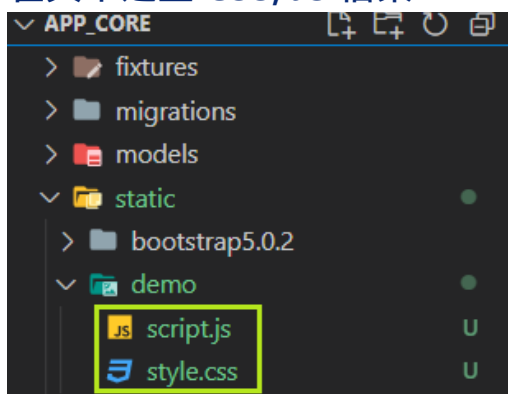 APP_CORE
fixtures
migrations
models
static
bootstrap5.0.2
demo
JS script.js U
style.css U